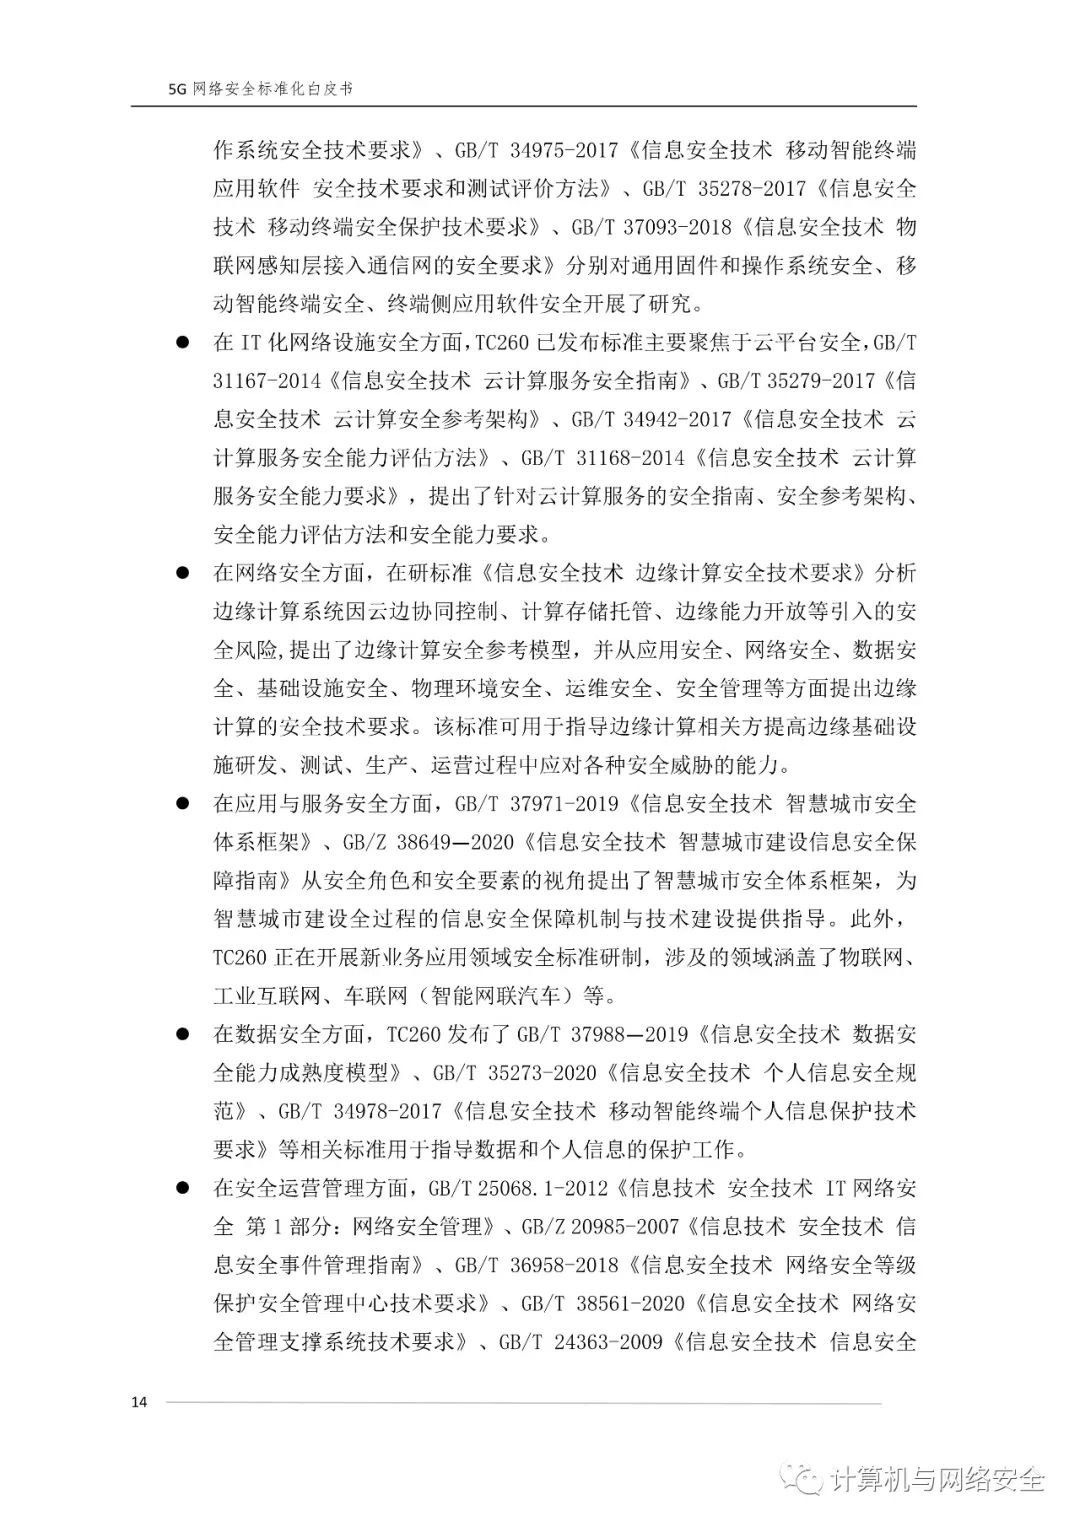 5G 网络安全标准化白皮书
作系统安全技术要求》、GB/T 34975-2017《信息安全技术 移动智能终端
应用软件 安全技术要求和测试评价方法》、GB/T 35278-2017《信息安全
技术 移动终端安全保护技术要求》、GB/T 37093-2018《信息安全技术 物
联网感知层接入通信网的安全要求》分别对通用固件和操作系统安全、移
动智能终端安全、终端侧应用软件安全开展了研究。
● 在 IT 化网络设施安全方面，TC260 已发布标准主要聚焦于云平台安全，GB/T
31167-2014《信息安全技术 云计算服务安全指南》、GB/T 35279-2017《信
息安全技术 云计算安全参考架构》、GB/T 34942-2017《信息安全技术 云
计算服务安全能力评估方法》、GB/T 31168-2014《信息安全技术 云计算
服务安全能力要求》，提出了针对云计算服务的安全指南、安全参考架构、
安全能力评估方法和安全能力要求。
● 在网络安全方面，在研标准《信息安全技术 边缘计算安全技术要求》分析
边缘计算系统因云边协同控制、计算存储托管、边缘能力开放等引入的安
全风险,提出了边缘计算安全参考模型，并从应用安全、网络安全、数据安
全、基础设施安全、物理环境安全、运维安全、安全管理等方面提出边缘
计算的安全技术要求。该标准可用于指导边缘计算相关方提高边缘基础设
施研发、测试、生产、运营过程中应对各种安全威胁的能力。
● 在应用与服务安全方面，GB/T 37971-2019《信息安全技术 智慧城市安全
体系框架》、GB/Z 38649—2020《信息安全技术 智慧城市建设信息安全保
障指南》从安全角色和安全要素的视角提出了智慧城市安全体系框架，为
智慧城市建设全过程的信息安全保障机制与技术建设提供指导。此外，
TC260 正在开展新业务应用领域安全标准研制，涉及的领域涵盖了物联网、
工业互联网、车联网（智能网联汽车）等。
● 在数据安全方面，TC260 发布了 GB/T 37988—2019《信息安全技术 数据安
全能力成熟度模型》、GB/T 35273-2020《信息安全技术 个人信息安全规
范》、GB/T 34978-2017《信息安全技术 移动智能终端个人信息保护技术
要求》等相关标准用于指导数据和个人信息的保护工作。
● 在安全运营管理方面，GB/T 25068.1-2012《信息技术 安全技术 IT 网络安
全 第 1 部分：网络安全管理》、GB/Z 20985-2007《信息技术 安全技术 信
息安全事件管理指南》、GB/T 36958-2018《信息安全技术 网络安全等级
保护安全管理中心技术要求》、GB/T 38561-2020《信息安全技术 网络安
全管理支撑系统技术要求》、GB/T 24363-2009《信息安全技术 信息安全
14
计算机与网络安全